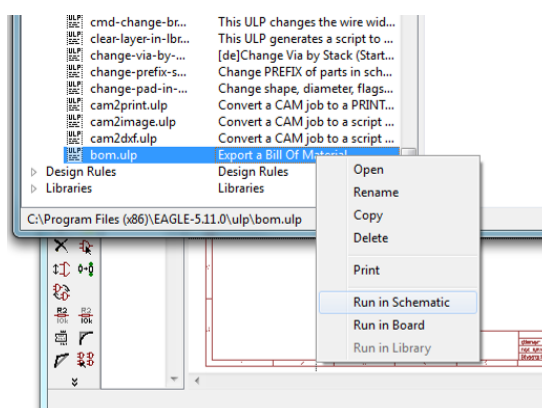 cmd-change-br... This ULP changes the wire wid...
clear-layer-in-lbr... This ULP generates a script to ...
change-via-by-... [de]Change Via by Stack (Start...
change-prefix-s... Change PREFIX of parts in sch...
change-pad-in-... Change shape, diameter, flags...
cam2print.ulp Convert a CAM job to a PRINT...
cam2image.ulp Convert a CAM job to a script ...
cam2dxf.ulp Convert a CAM job to a script ...
bom.ulp Export a Bill Of Material
Design Rules Design Rules
Libraries Libraries
C:\Program Files (x86)\EAGLE-5.11.0\ulp\bom.ulp
Open
Rename
Copy
Delete
Print
Run in Schematic
Run in Board
Run in Library
R2 R2
10k 10k